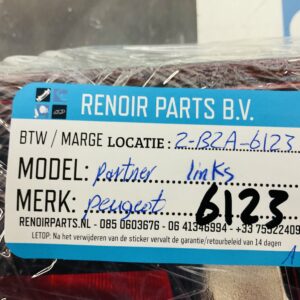 RENOIR PARTS B.V.
BTW / MARGE LOCATIE: 2-B2A-6123
MODEL: partner links
MERK: peugeot 6123
RENOIRPARTS.NL - 085 0603676 - 06 41346994 - +33 75522409
LETOP: Na het verwijderen van de sticker vervalt de garantie/retourbeleid van 14 dagen